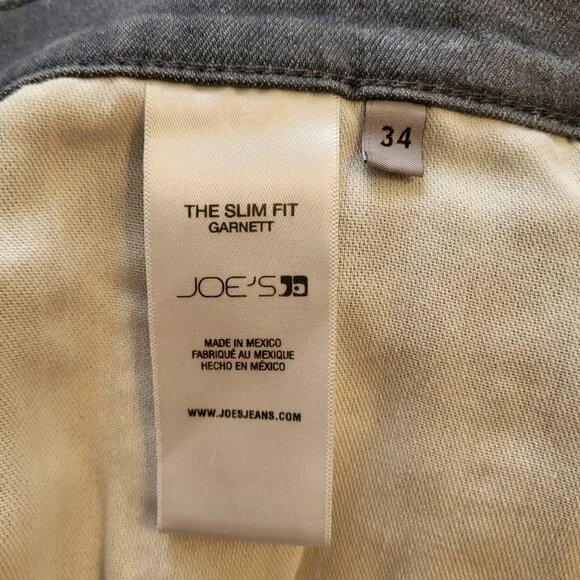 34
THE SLIM FIT
GARNETT
JOE'S
MADE IN MEXICO
FABRIQUÉ AU MEXIQUE
HECHO EN MÉXICO
WWW.JOESJEANS.COM